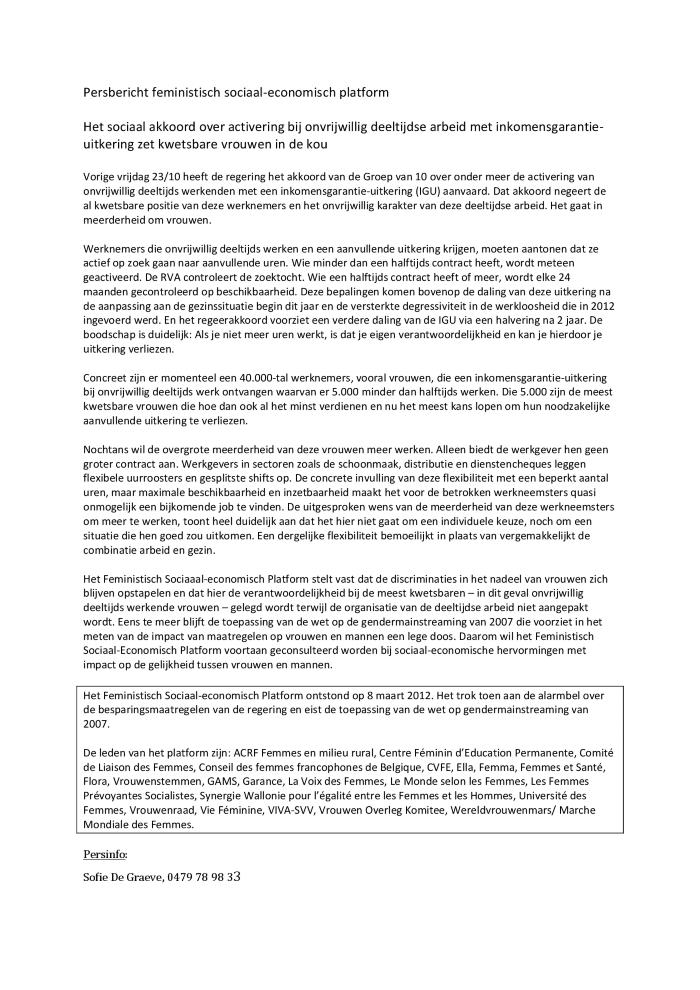 Persbericht feministisch sociaal-economisch platform
Het sociaal akkoord over activering bij onvrijwillig deeltijdse arbeid met inkomensgarantie-
uitkering zet kwetsbare vrouwen in de kou
Vorige vrijdag 23/10 heeft de regering het akkoord van de Groep van 10 over onder meer de activering van
onvrijwillig deeltijds werkenden met een inkomensgarantie-uitkering (IGU) aanvaard. Dat akkoord negeert de
al kwetsbare positie van deze werknemers en het onvrijwillig karakter van deze deeltijdse arbeid. Het gaat in
meerderheid om vrouwen.
Werknemers die onvrijwillig deeltijds werken en een aanvullende uitkering krijgen, moeten aantonen dat ze
actief op zoek gaan naar aanvullende uren. Wie minder dan een halftijds contract heeft, wordt meteen
geactiveerd. De RVA controleert de zoektocht. Wie een halftijds contract heeft of meer, wordt elke 24
maanden gecontroleerd op beschikbaarheid. Deze bepalingen komen bovenop de daling van deze uitkering na
de aanpassing aan de gezinssituatie begin dit jaar en de versterkte degressiviteit in de werkloosheid die in 2012
ingevoerd werd. En het regeerakkoord voorziet een verdere daling van de IGU via een halvering na 2 jaar. De
boodschap is duidelijk: Als je niet meer uren werkt, is dat je eigen verantwoordelijkheid en kan je hierdoor je
uitkering verliezen.
Concreet zijn er momenteel een 40.000-tal werknemers, vooral vrouwen, die een inkomensgarantie-uitkering
bij onvrijwillig deeltijds werk ontvangen waarvan er 5.000 minder dan halftijds werken. Die 5.000 zijn de meest
kwetsbare vrouwen die hoe dan ook al het minst verdienen en nu het meest kans lopen om hun noodzakelijke
aanvullende uitkering te verliezen.
Nochtans wil de overgrote meerderheid van deze vrouwen meer werken. Alleen biedt de werkgever hen geen
groter contract aan. Werkgevers in sectoren zoals de schoonmaak, distributie en dienstencheques leggen
flexibele uurroosters en gesplitste shifts op. De concrete invulling van deze flexibiliteit met een beperkt aantal
uren, maar maximale beschikbaarheid en inzetbaarheid maakt het voor de betrokken werkneemsters quasi
onmogelijk een bijkomende job te vinden. De uitgesproken wens van de meerderheid van deze werkneemsters
om meer te werken, toont heel duidelijk aan dat het hier niet gaat om een individuele keuze, noch om een
situatie die hen goed zou uitkomen. Een dergelijke flexibiliteit bemoeilijkt in plaats van vergemakkelijkt de
combinatie arbeid en gezin.
Het Feministisch Sociaaal-economisch Platform stelt vast dat de discriminaties in het nadeel van vrouwen zich
blijven opstapelen en dat hier de verantwoordelijkheid bij de meest kwetsbaren – in dit geval onvrijwillig
deeltijds werkende vrouwen – gelegd wordt terwijl de organisatie van de deeltijdse arbeid niet aangepakt
wordt. Eens te meer blijft de toepassing van de wet op de gendermainstreaming van 2007 die voorziet in het
meten van de impact van maatregelen op vrouwen en mannen een lege doos. Daarom wil het Feministisch
Sociaal-Economisch Platform voortaan geconsulteerd worden bij sociaal-economische hervormingen met
impact op de gelijkheid tussen vrouwen en mannen.
Het Feministisch Sociaal-economisch Platform ontstond op 8 maart 2012. Het trok toen aan de alarmbel over
de besparingsmaatregelen van de regering en eist de toepassing van de wet op gendermainstreaming van
2007.
De leden van het platform zijn: ACRF Femmes en milieu rural, Centre Féminin d'Education Permanente, Comité
de Liaison des Femmes, Conseil des femmes francophones de Belgique, CVFE, Ella, Femma, Femmes et Santé,
Flora, Vrouwenstemmen, GAMS, Garance, La Voix des Femmes, Le Monde selon les Femmes, Les Femmes
Prévoyantes Socialistes, Synergie Wallonie pour l'égalité entre les Femmes et les Hommes, Université des
Femmes, Vrouwenraad, Vie Féminine, VIVA-SVV, Vrouwen Overleg Komitee, Wereldvrouwenmars/ Marche
Mondiale des Femmes.
Persinfo:
Sofie De Graeve, 0479 78 98 33